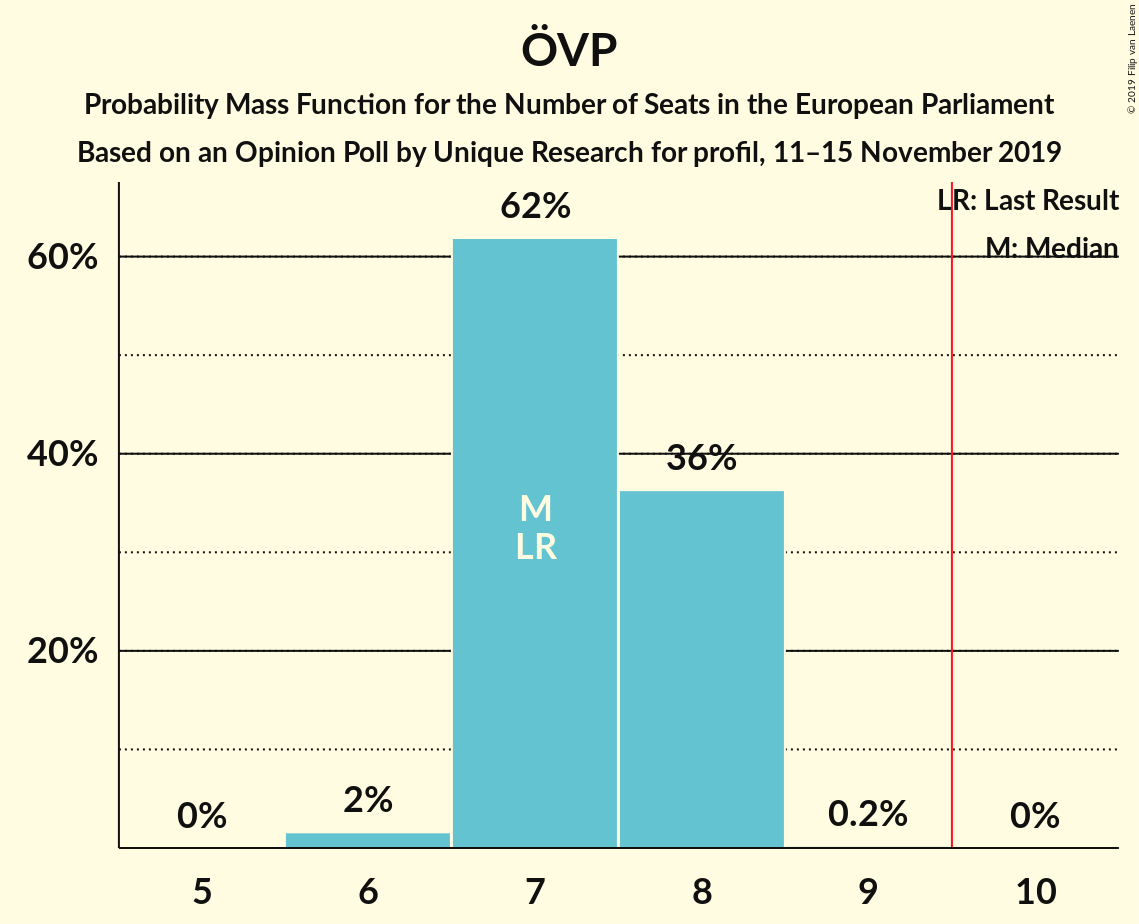 ÖVP
Probability Mass Function for the Number of Seats in the European Parliament
Based on an Opinion Poll by Unique Research for profil, 11–15 November 2019
© 2019 Filip van Laenen
LR: Last Result
M: Median
60%
40%
20%
0%
2%
62%
36%
0.2%
0%
M
LR
5
6
7
8
9
10